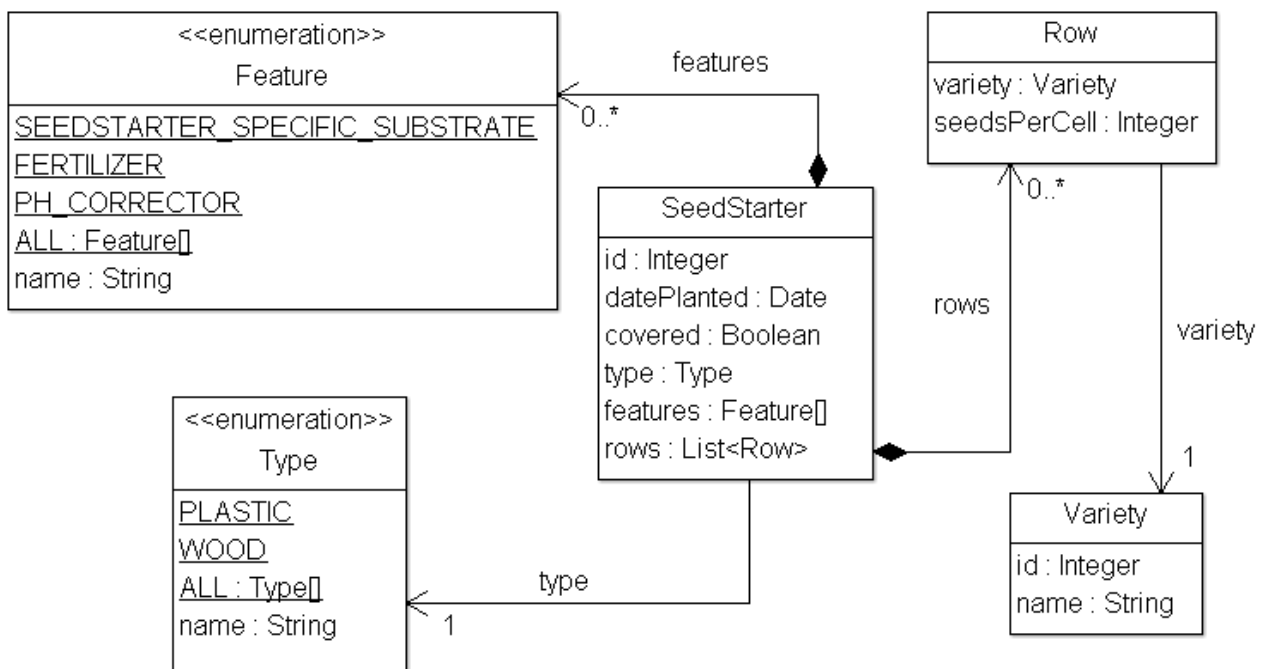 <<enumeration>>
Feature
SEEDSTARTER_SPECIFIC_SUBSTRATE
FERTILIZER
PH_CORRECTOR
ALL : Feature[]
name : String
features
0..*
Row
variety : Variety
seedsPerCell : Integer
0..*
SeedStarter
id : Integer
datePlanted : Date
covered : Boolean
type : Type
features : Feature[]
rows : List<Row>
rows
variety
<<enumeration>>
Type
PLASTIC
WOOD
ALL : Type[]
name : String
type
1
1
Variety
id : Integer
name : String